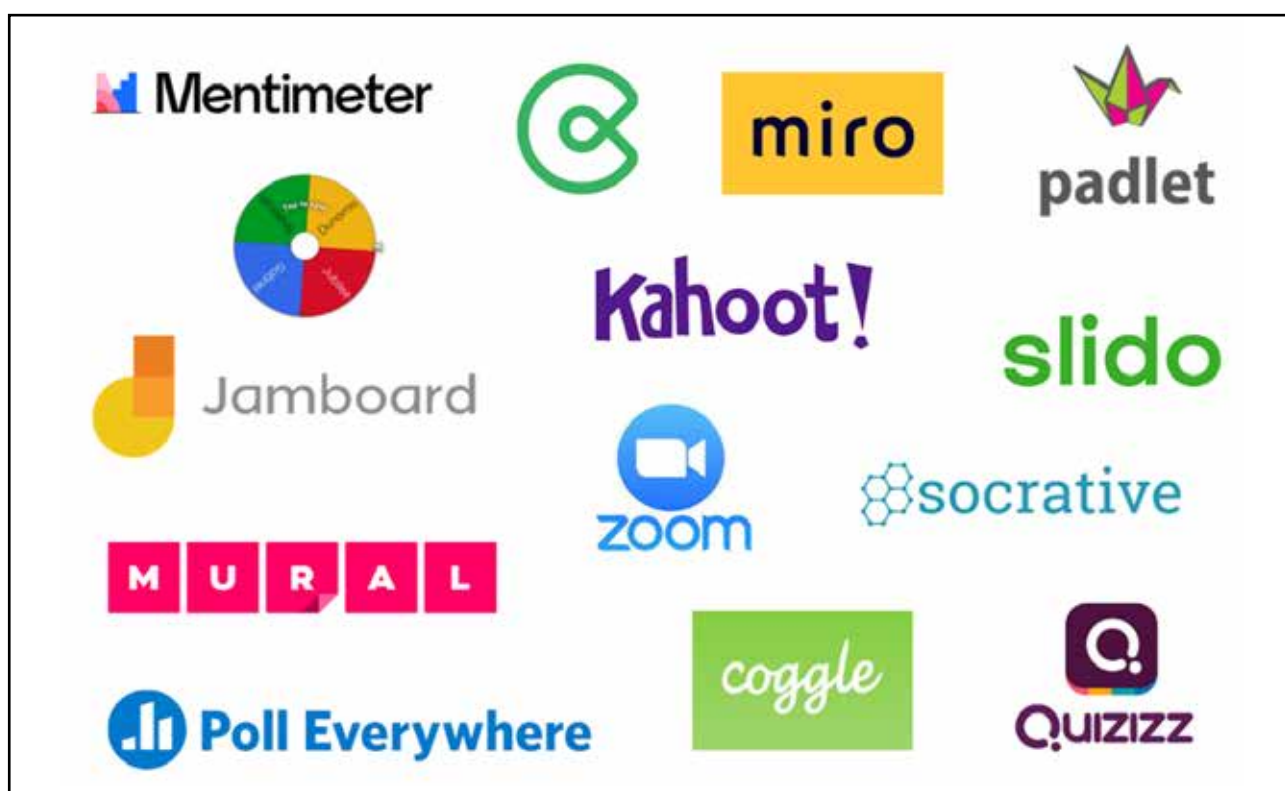 Mentimeter
miro
padlet
Kahoot!
slido
Jamboard
zoom
socrative
MURAL
coggle
Poll Everywhere
QUIZIZZ